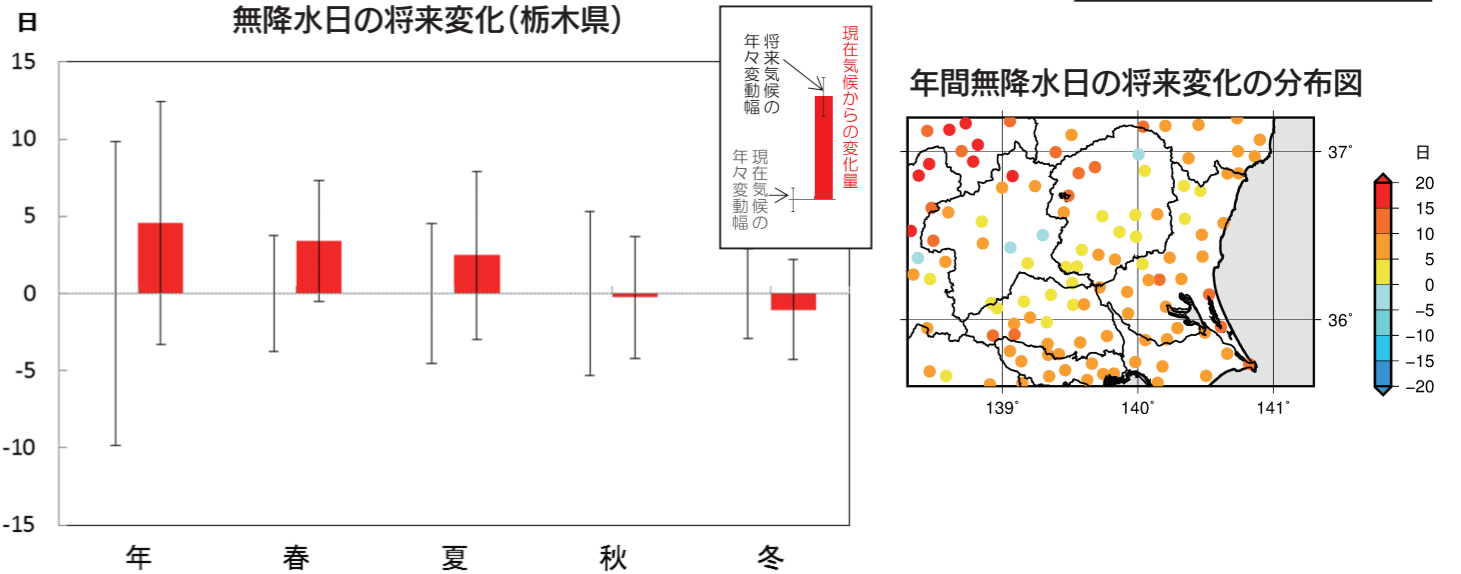 無降水日の将来変化(栃木県)
日
15
10
5
0
-5
-10
-15
年
春
夏
秋
冬
現在気候からの変化量
将来気候の
年々変動幅
現在気候の
年々変動幅
年間無降水日の将来変化の分布図
37°
36°
139°
140°
141°
日
20
15
10
5
0
−5
−10
−15
−20